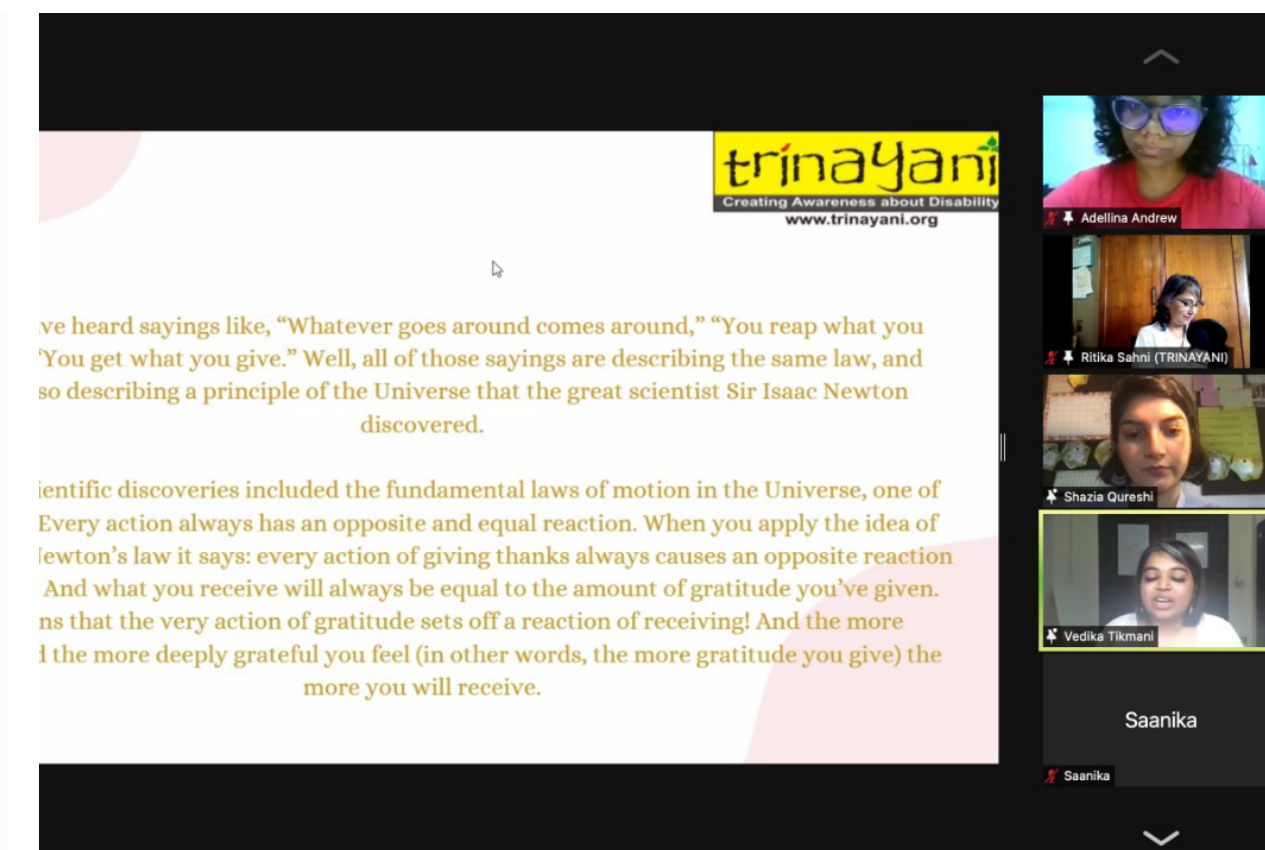 trinayani
Creating Awareness about Disability
www.trinayani.org
ve heard sayings like, “Whatever goes around comes around,” “You reap what you
“You get what you give.” Well, all of those sayings are describing the same law, and
so describing a principle of the Universe that the great scientist Sir Isaac Newton
discovered.
ientific discoveries included the fundamental laws of motion in the Universe, one of
Every action always has an opposite and equal reaction. When you apply the idea of
Newton’s law it says: every action of giving thanks always causes an opposite reaction
And what you receive will always be equal to the amount of gratitude you’ve given.
ns that the very action of gratitude sets off a reaction of receiving! And the more
d the more deeply grateful you feel (in other words, the more gratitude you give) the
more you will receive.
Adellina Andrew
Ritika Sahni (TRINAYANI)
Shazia Qureshi
Vedika Tikmani
Saanika
Saanika